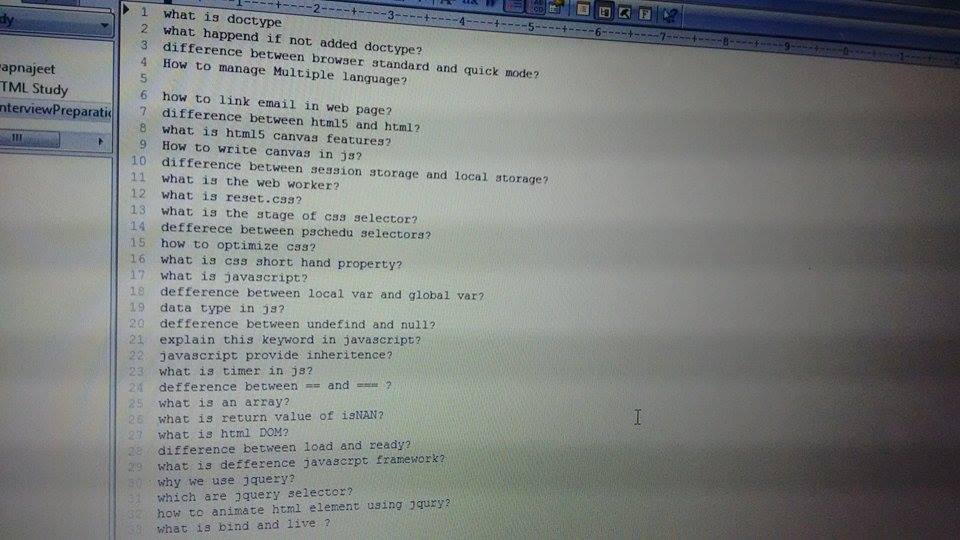 dy
apnajeet
TML Study
nterviewPreparatic
1 what is doctype
2 what happend if not added doctype?
3 difference between browser standard and quick mode?
4 How to manage Multiple language?
5
6 how to link email in web page?
7 difference between html5 and html?
8 what is html5 canvas features?
9 How to write canvas in js?
10 difference between session storage and local storage?
11 what is the web worker?
12 what is reset.css?
13 what is the stage of css selector?
14 defferece between pschedu selectors?
15 how to optimize css?
16 what is css short hand property?
17 what is javascript?
18 defference between local var and global var?
19 data type in js?
20 defference between undefind and null?
21 explain this keyword in javascript?
22 javascript provide inheritence?
23 what is timer in js?
24 defference between == and === ?
25 what is an array?
26 what is return value of isNAN?
27 what is html DOM?
28 difference between load and ready?
29 what is defference javascrpt framework?
30 why we use jquery?
31 which are jquery selector?
32 how to animate html element using jqury?
33 what is bind and live ?